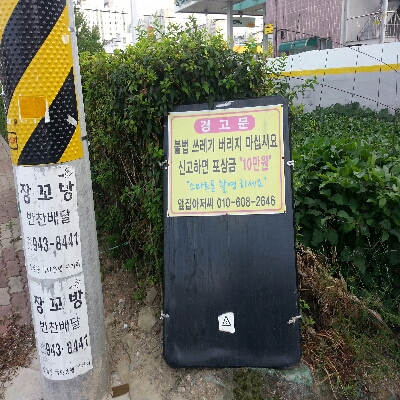 경고문
불법 쓰레기 버리지 마십시요
신고하면 포상금 "10만원"
"스마트폰 촬영 하세요"
옆집아저씨 010-608-2646
장꼬방
반찬배달
943-8441
장꼬방
반찬배달
943-8441